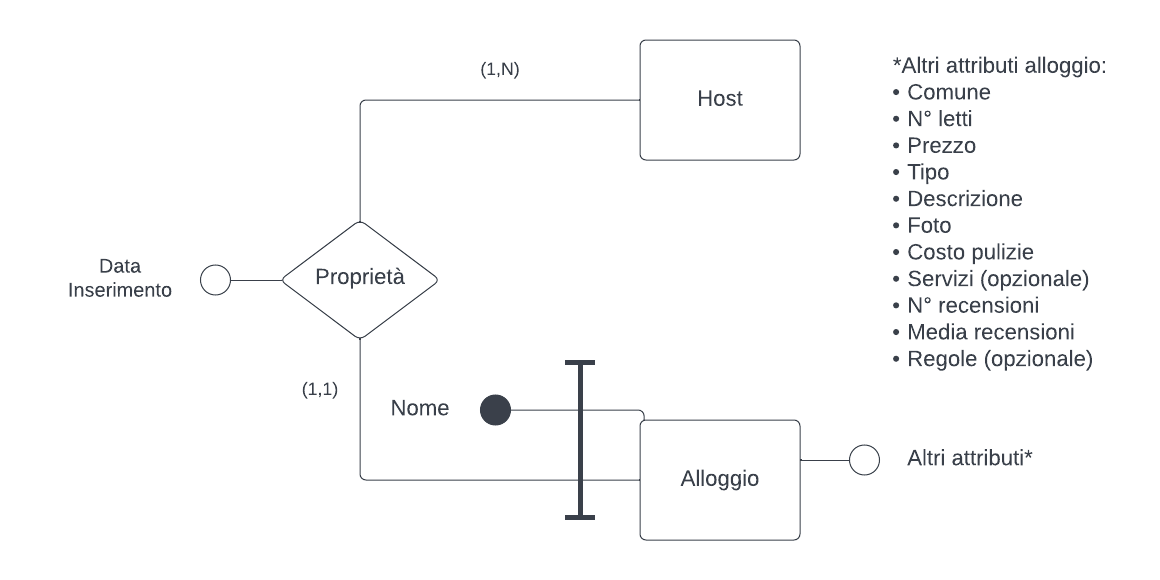 (1,N)
Host
*Altri attributi alloggio:
• Comune
• N° letti
• Prezzo
• Tipo
• Descrizione
• Foto
• Costo pulizie
• Servizi (opzionale)
• N° recensioni
• Media recensioni
• Regole (opzionale)
Data
Inserimento
Proprietà
(1,1)
Nome
Alloggio
Altri attributi*